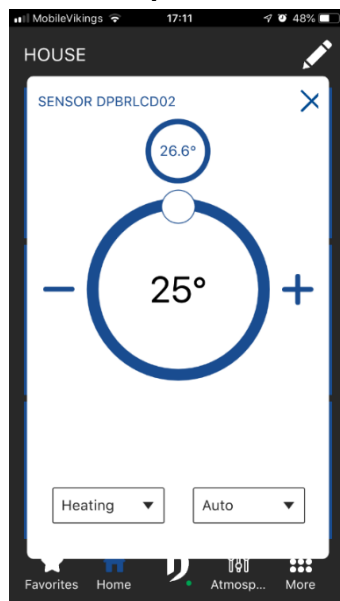 MobileVikings 17:11 48%
HOUSE
SENSOR DPBRLCD02
26.6°
25°
Heating Auto
Favorites Home Atmosp... More